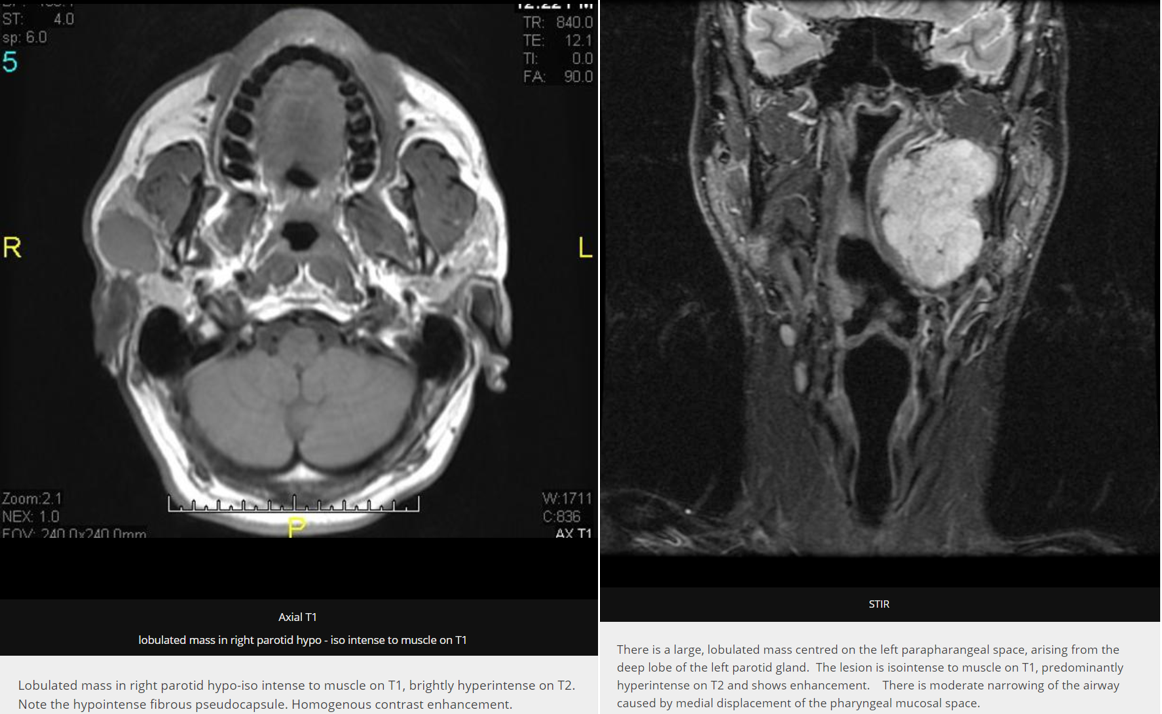 ST: 4.0
sp: 6.0
5
TR: 840.0
TE: 12.1
TI: 0.0
FA: 90.0
R
L
Zoom:2.1
NEX: 1.0
FOV: 240.0x240.0mm
P
W:1711
C:836
AX T1
Axial T1
lobulated mass in right parotid hypo - iso intense to muscle on T1
Lobulated mass in right parotid hypo-iso intense to muscle on T1, brightly hyperintense on T2.
Note the hypointense fibrous pseudocapsule. Homogenous contrast enhancement.
STIR
There is a large, lobulated mass centred on the left parapharangeal space, arising from the
deep lobe of the left parotid gland. The lesion is isointense to muscle on T1, predominantly
hyperintense on T2 and shows enhancement. There is moderate narrowing of the airway
caused by medial displacement of the pharyngeal mucosal space.